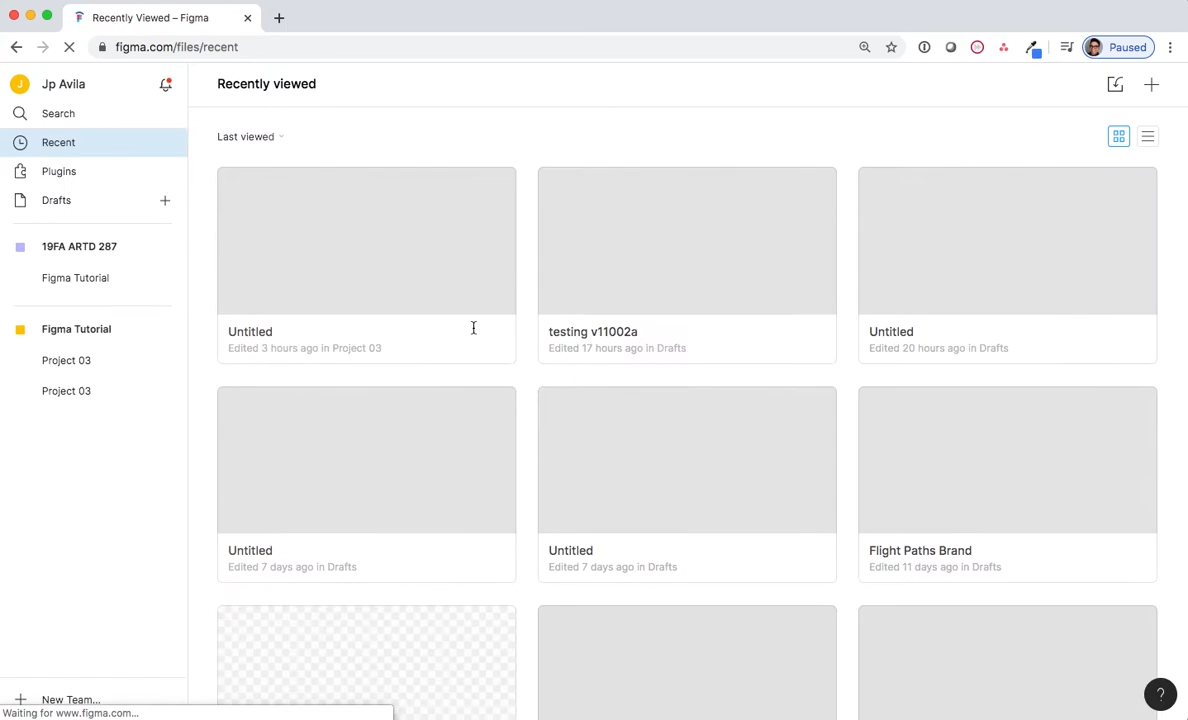 Recently Viewed – Figma
figma.com/files/recent
Paused
J
Jp Avila
Search
Recent
Plugins
Drafts
19FA ARTD 287
Figma Tutorial
Figma Tutorial
Project 03
Project 03
New Team...
Waiting for www.figma.com...
Recently viewed
Last viewed
Untitled
Edited 3 hours ago in Project 03
testing v11002a
Edited 17 hours ago in Drafts
Untitled
Edited 20 hours ago in Drafts
Untitled
Edited 7 days ago in Drafts
Untitled
Edited 7 days ago in Drafts
Flight Paths Brand
Edited 11 days ago in Drafts
?